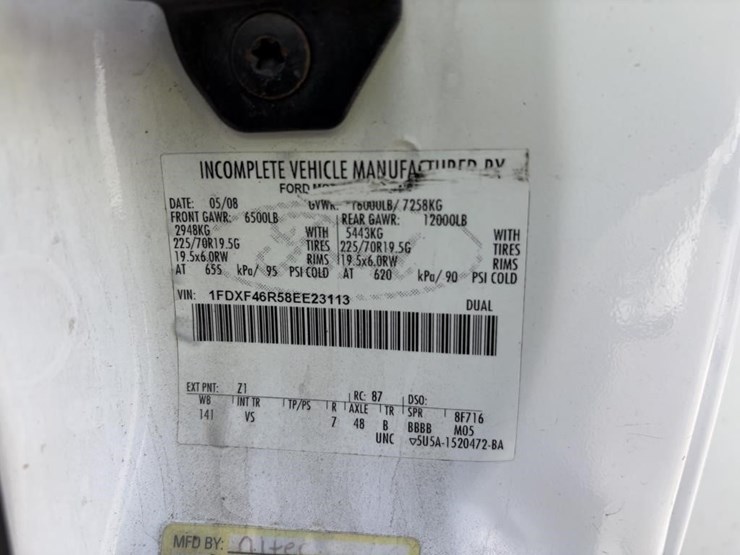 INCOMPLETE VEHICLE MANUFACTURED BY
FORD
DATE: 05/08 GVWR: 16000LB/ 7258KG
FRONT GAWR: 6500LB REAR GAWR: 12000LB
2948KG WITH 5443KG WITH
225/70R19.5G TIRES 225/70R19.5G TIRES
19.5x6.0RW RIMS 19.5x6.0RW RIMS
AT 655 kPa/ 95 PSI COLD AT 620 kPa/ 90 PSI COLD
VIN: 1FDXF46R58EE23113 DUAL
EXT PNT: Z1 RC: 87 DSO:
WB INT TR TP/PS R AXLE TR SPR 8F716
141 VS 7 48 B BBBB M05
UNC ▽5U5A-1520472-BA
MFD BY: altec